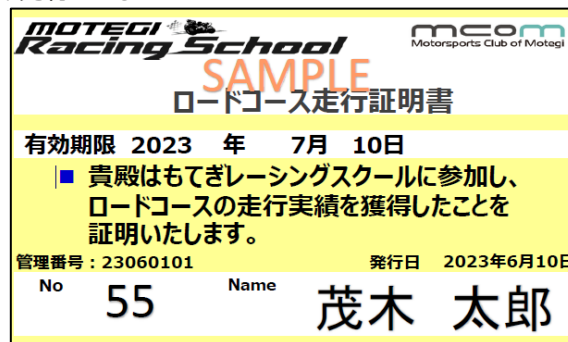 MOTEGI
Racing School
mcom
Motorsports Club of Motegi
SAMPLE
ロードコース走行証明書
有効期限 2023 年 7月 10日
■ 貴殿はもてぎレーシングスクールに参加し、
ロードコースの走行実績を獲得したことを
証明いたします。
管理番号：23060101 発行日 2023年6月10日
No 55 Name 茂木 太郎